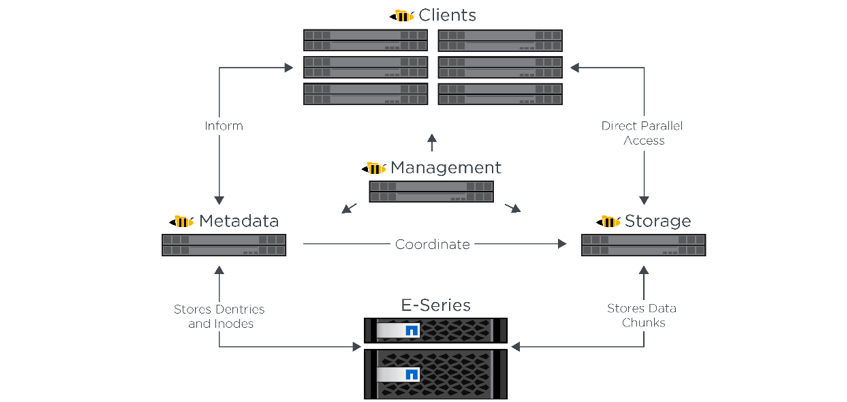 Clients
Inform
Direct Parallel
Access
Management
Metadata
Coordinate
Storage
Stores Dentries
and Inodes
E-Series
Stores Data
Chunks